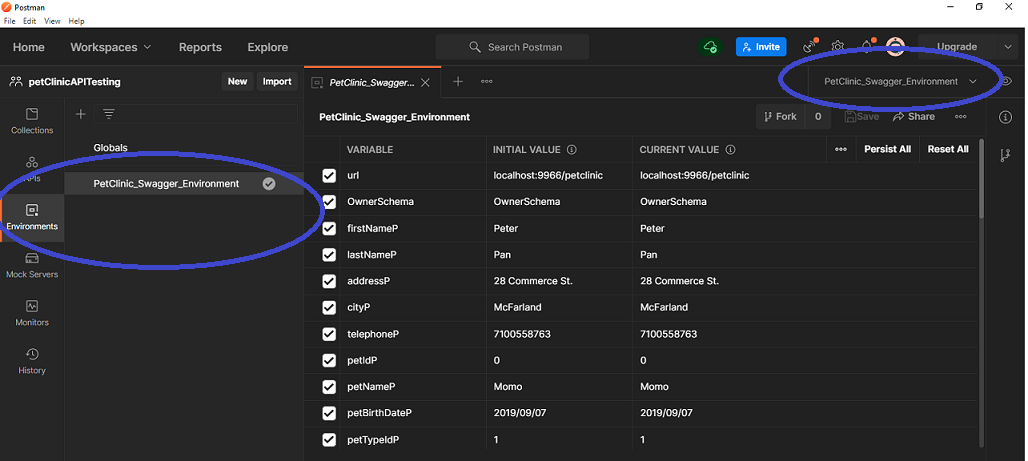 Postman
File Edit View Help
Home Workspaces Reports Explore Search Postman Invite Upgrade
petClinicAPITesting New Import PetClinic_Swagger... PetClinic_Swagger_Environment
Collections
APIs
Environments
Mock Servers
Monitors
History
Globals
PetClinic_Swagger_Environment
PetClinic_Swagger_Environment Fork 0 Save Share
VARIABLE INITIAL VALUE CURRENT VALUE Persist All Reset All
url localhost:9966/petclinic localhost:9966/petclinic
OwnerSchema OwnerSchema OwnerSchema
firstNameP Peter Peter
lastNameP Pan Pan
addressP 28 Commerce St. 28 Commerce St.
cityP McFarland McFarland
telephoneP 7100558763 7100558763
petIdP 0 0
petNameP Momo Momo
petBirthDateP 2019/09/07 2019/09/07
petTypeIdP 1 1